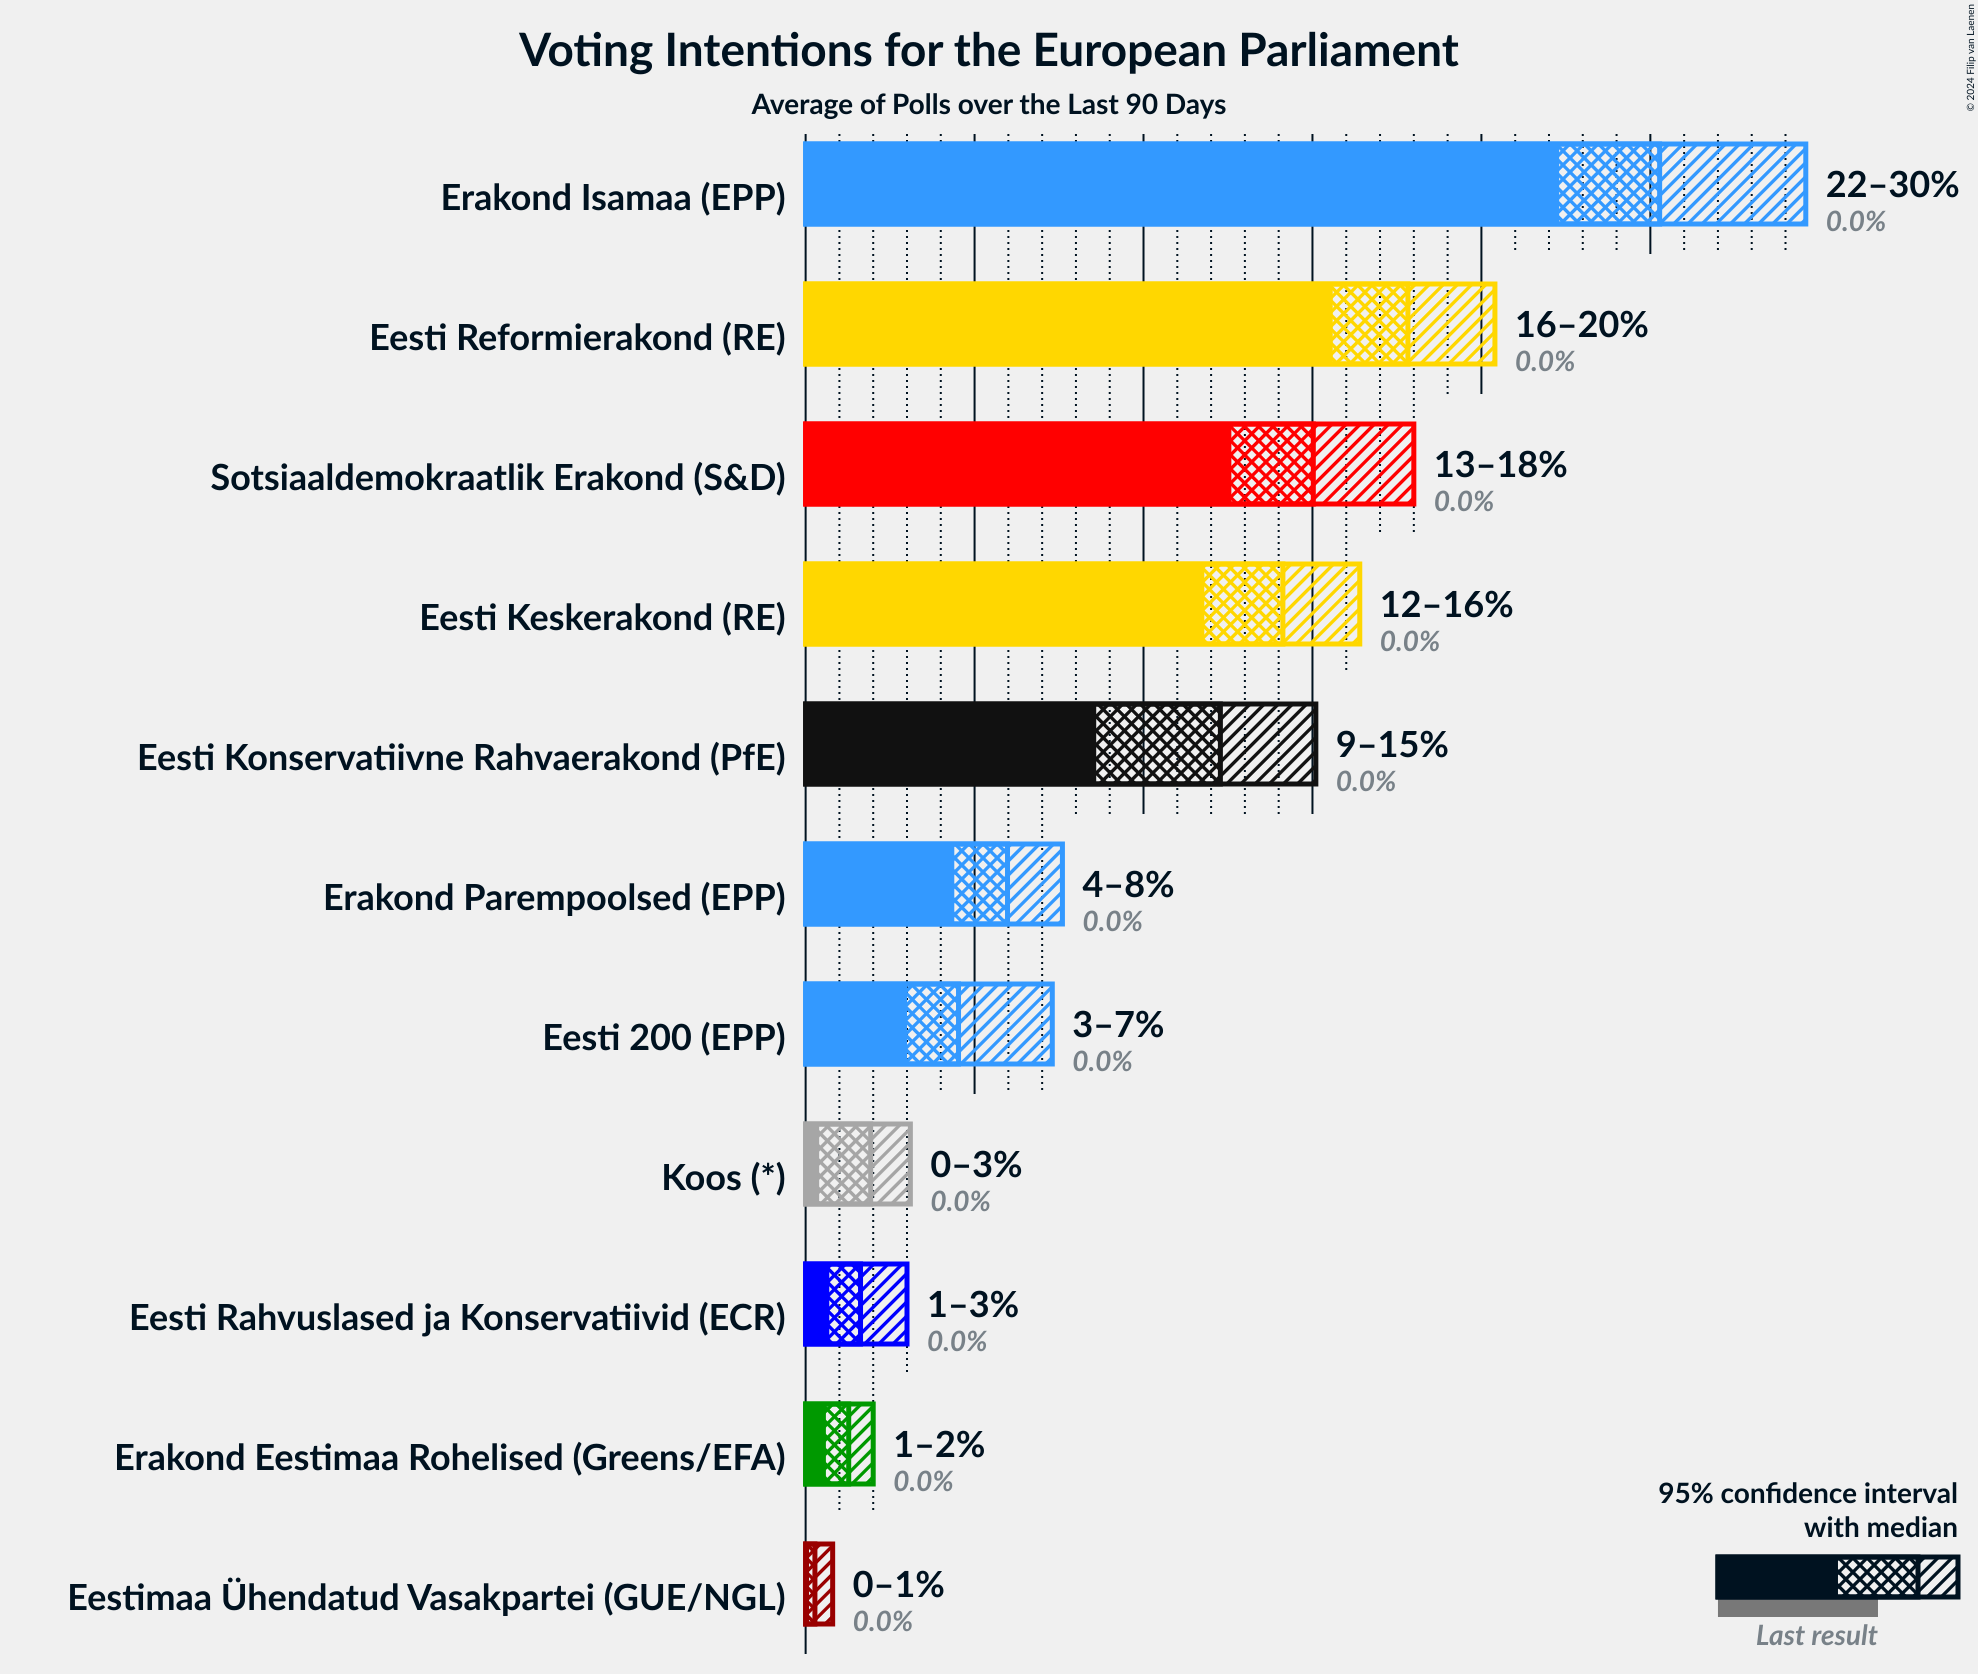 Voting Intentions for the European Parliament
Average of Polls over the Last 90 Days
© 2024 Filip van Laenen
Erakond Isamaa (EPP)
22–30%
0.0%
Eesti Reformierakond (RE)
16–20%
0.0%
Sotsiaaldemokraatlik Erakond (S&D)
13–18%
0.0%
Eesti Keskerakond (RE)
12–16%
0.0%
Eesti Konservatiivne Rahvaerakond (PfE)
9–15%
0.0%
Erakond Parempoolsed (EPP)
4–8%
0.0%
Eesti 200 (EPP)
3–7%
0.0%
Koos (*)
0–3%
0.0%
Eesti Rahvuslased ja Konservatiivid (ECR)
1–3%
0.0%
Erakond Eestimaa Rohelised (Greens/EFA)
1–2%
0.0%
Eestimaa Ühendatud Vasakpartei (GUE/NGL)
0–1%
0.0%
95% confidence interval
with median
Last result